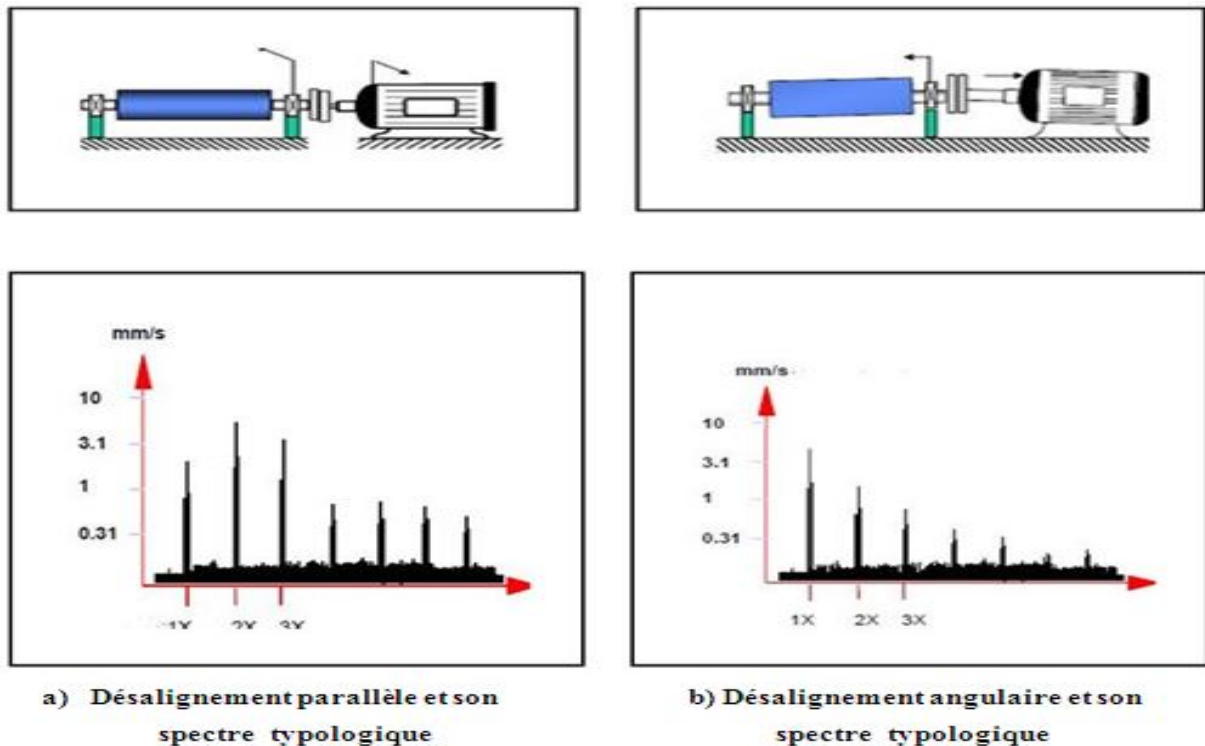 mm/s
10
3.1
1
0.31
1X 2X 3X
mm/s
10
3.1
1
0.31
1X 2X 3X
a) Désalignement parallèle et son
spectre typologique
b) Désalignement angulaire et son
spectre typologique